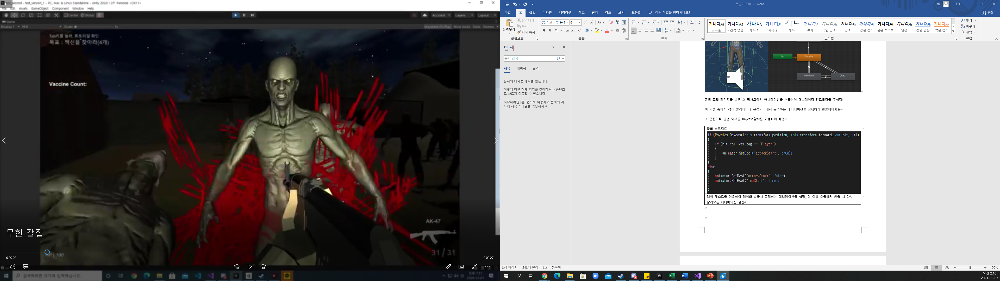 second - test_version_1 - PC, Mac & Linux Standalone - Unity 2020.1.3f1 Personal <DX11>
File Edit Assets GameObject Component Window Help
Center Global Account Layers Layout
Game
Display 1 16:9 Scale 1x Maximize On Play Mute Audio Stats Gizmos
Tab키를 눌러, 튜토리얼 확인
목표 : 백신을 찾아라(4개)
Vaccine Count:
AK-47
31 / 31
HP | 100
무한 칼질
0:00:02
0:00:27
10
30
검색하려면 여기에 입력하십시오.
오후 7:17
2020-12-07
포폴가즈아 - Word
sh
파일 홈 삽입 디자인 레이아웃 참조 편지 검토 보기 도움말 어떤 작업을 원하시나요?
공유
붙여넣기
잘라내기
복사
서식 복사
클립보드
맑은 고딕(본문 한 9
글꼴
단락
가나다Aa 가나다Aa 가나다, 가나다A
표준 간격 없음 제목 1 제목 2 제목 부제 약한 강조 강조 강한 강조 굵은 텍스트 인용 강한 인용 약한 참조
스타일
찾기
바꾸기
선택
편집
탐색
문서 검색
제목 페이지 결과
문서의 대화형 개요를 만듭니다.
이렇게 하면 현재 위치를 추적하거나 콘텐츠
로 빠르게 이동할 수 있습니다.
시작하려면 [홈] 탭으로 이동하여 문서의 제
목에 제목 스타일을 적용하세요.
Entry
Zombie Idle
Zombie Running
Z_Attack
좀비 모델 패키지를 받은 후 믹사모에서 애니메이션을 추출하여 애니메이터 컨트롤러를 구성함
이 과정 중에서 적이 플레이어에 근접거리에서 공격하는 애니메이션을 실행하게 만들어야했음
→ 근접거리 판별 여부를 Raycast 함수를 이용하여 해결
좀비 스크립트
if (Physics.Raycast(this.transform.position, this.transform.forward, out hit, 1f))
{
if (hit.collider.tag == "Player")
{
animator.SetBool("attackStart", true);
}
}
else
{
animator.SetBool("attackStart", false);
animator.SetBool("runStart", true);
}
래이 캐스트를 이용하여 레이와 충돌시 공격하는 애니메이션을 실행, 더 이상 충돌하지 않을 시 다시
달려오는 애니메이션 실행
3/4 페이지 243개 단어 한국어
100%
오전 2:10
2021-05-07